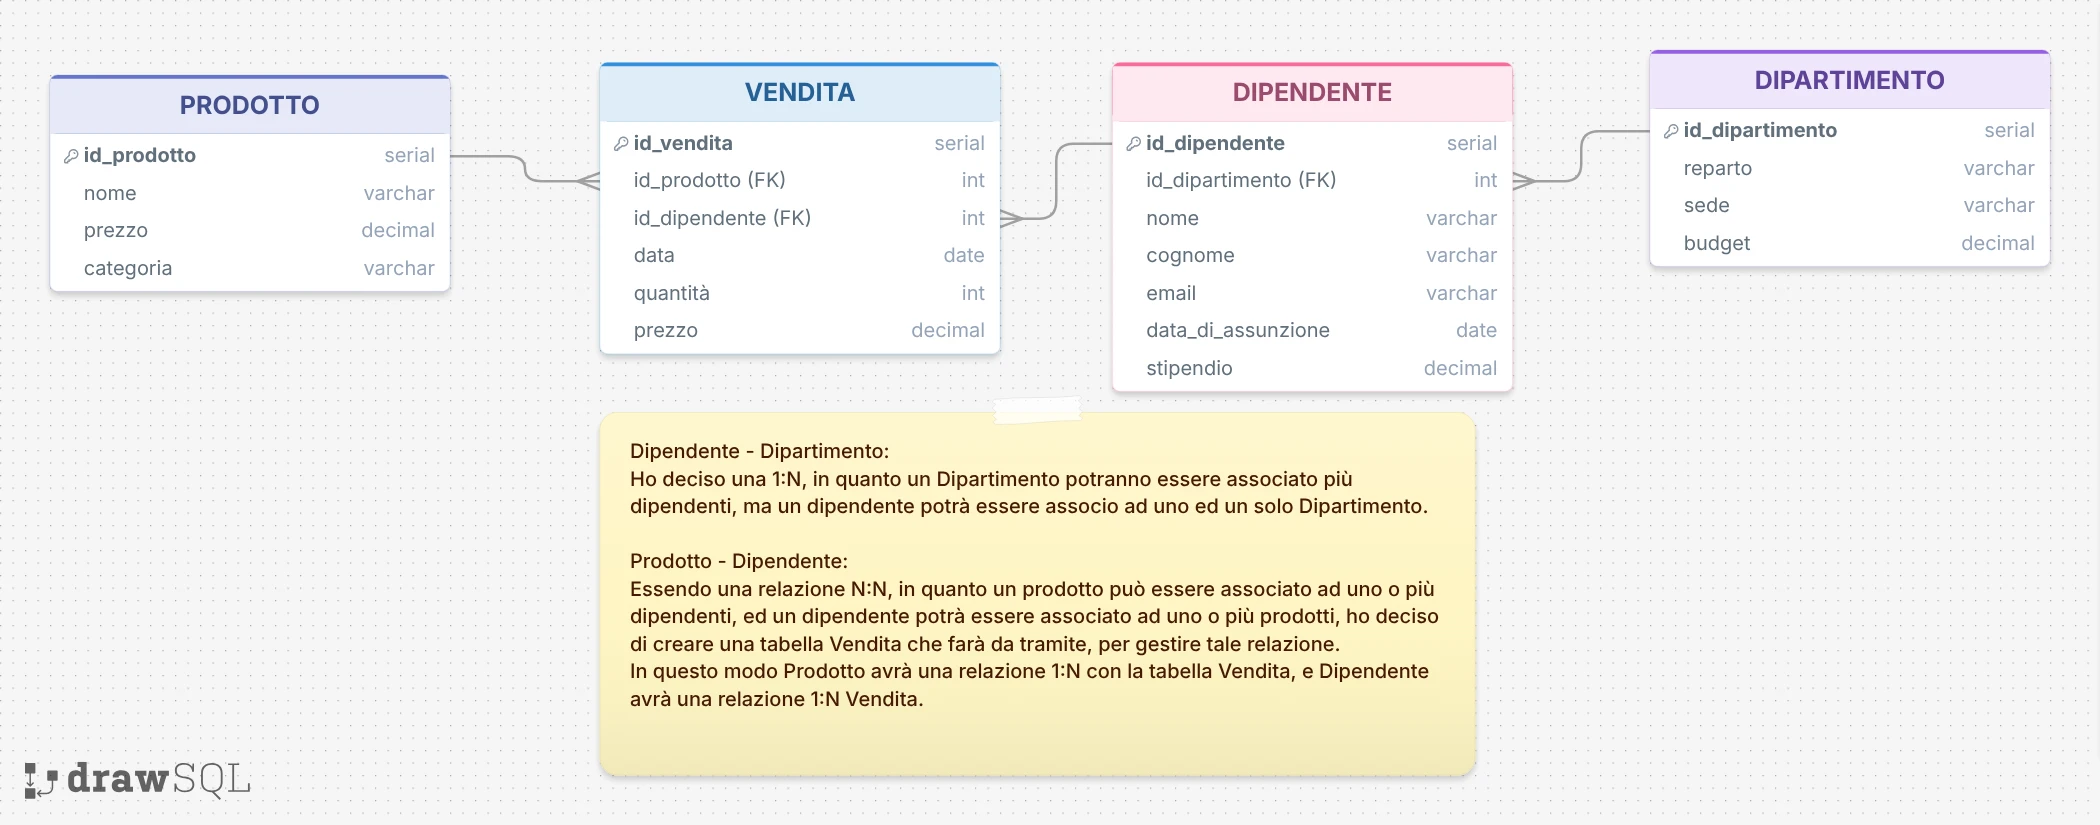 PRODOTTO
id_prodotto serial
nome varchar
prezzo decimal
categoria varchar
VENDITA
id_vendita serial
id_prodotto (FK) int
id_dipendente (FK) int
data date
quantità int
prezzo decimal
DIPENDENTE
id_dipendente serial
id_dipartimento (FK) int
nome varchar
cognome varchar
email varchar
data_di_assunzione date
stipendio decimal
DIPARTIMENTO
id_dipartimento serial
reparto varchar
sede varchar
budget decimal
Dipendente - Dipartimento:
Ho deciso una 1:N, in quanto un Dipartimento potranno essere associato più
dipendenti, ma un dipendente potrà essere associo ad uno ed un solo Dipartimento.
Prodotto - Dipendente:
Essendo una relazione N:N, in quanto un prodotto può essere associato ad uno o più
dipendenti, ed un dipendente potrà essere associato ad uno o più prodotti, ho deciso
di creare una tabella Vendita che farà da tramite, per gestire tale relazione.
In questo modo Prodotto avrà una relazione 1:N con la tabella Vendita, e Dipendente
avrà una relazione 1:N Vendita.
drawSQL